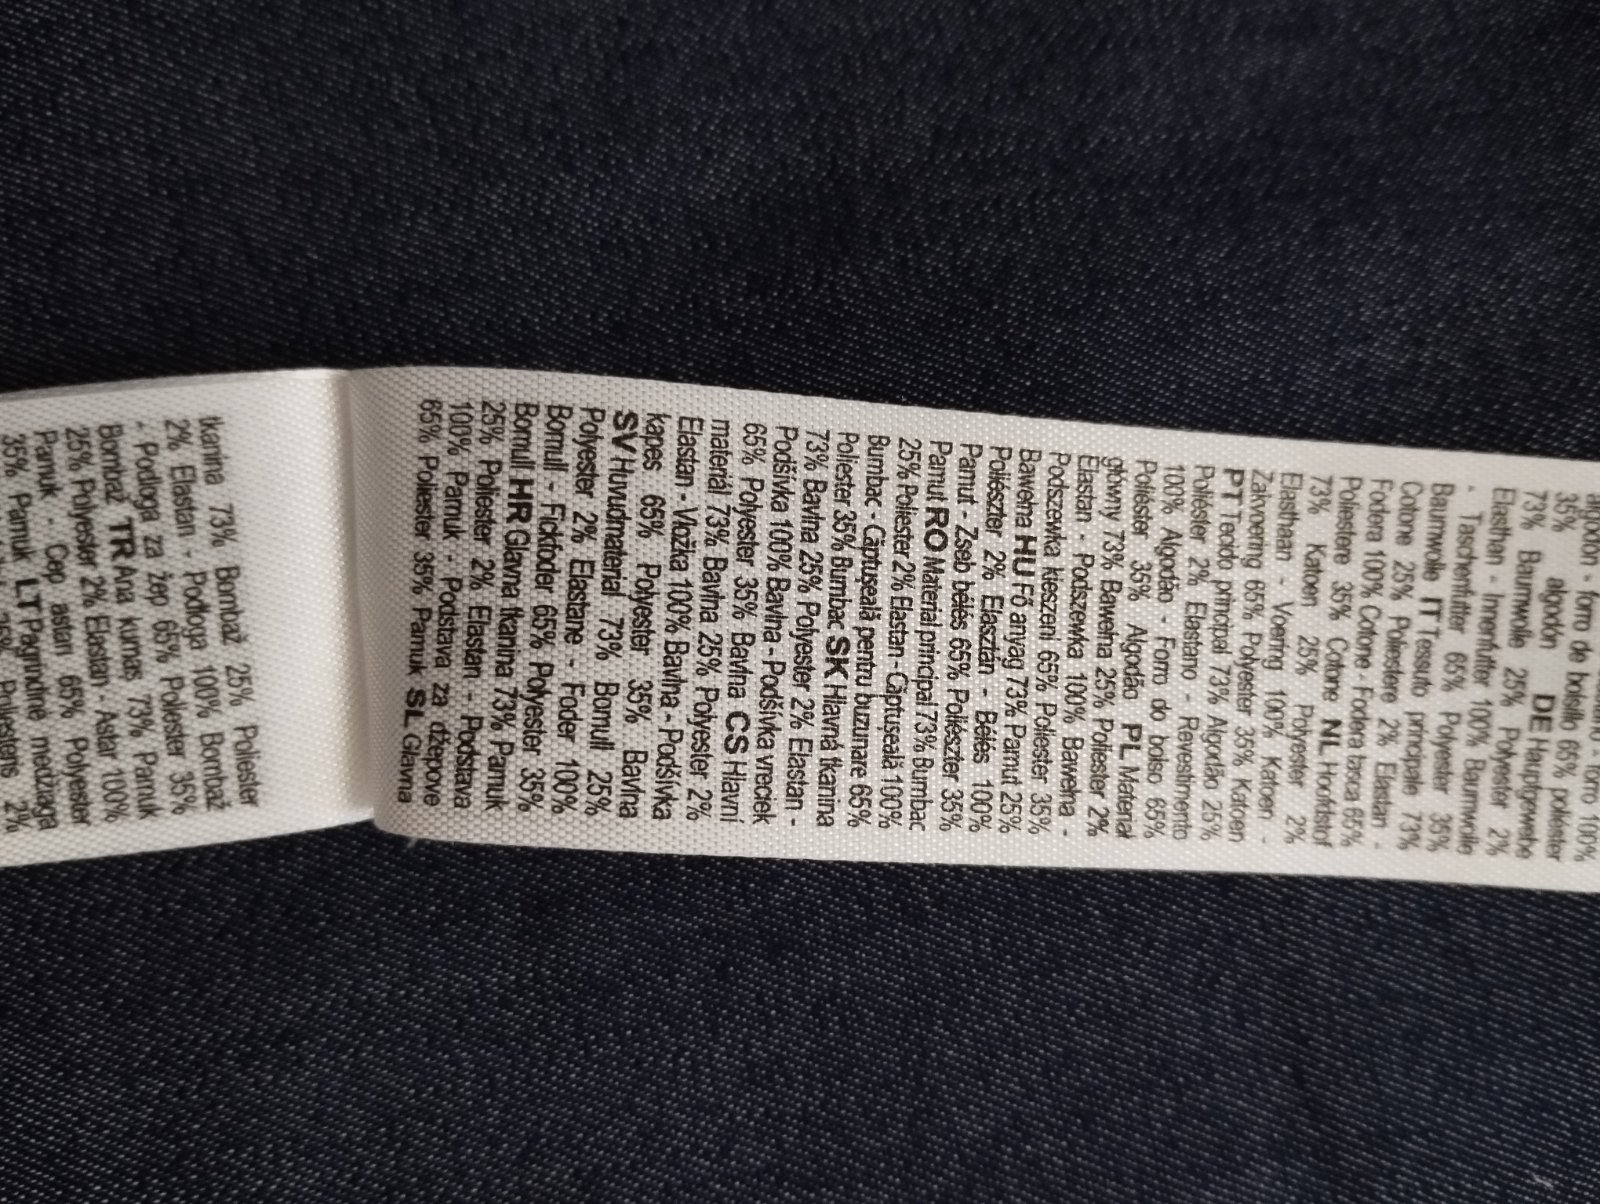 algodón - forro de bolsillo 65% poliéster
35% algodón DE Hauptgewebe
73% Baumwolle 25% Polyester 2%
Elasthan - Innenfutter 100% Baumwolle
- Taschenfutter 65% Polyester 35%
Baumwolle IT Tessuto principale 73%
Cotone 25% Poliestere 2% Elastan -
Fodera 100% Cotone - Fodera tasca 65%
Poliestere 35% Cotone NL Hoofdstof
73% Katoen 25% Polyester 2%
Elasthaan - Voering 100% Katoen -
Zakvoering 65% Polyester 35% Katoen
PT Tecido principal 73% Algodão 25%
Poliéster 2% Elastano - Revestimento
100% Algodão - Forro do bolso 65%
Poliéster 35% Algodão PL Materiał
główny 73% Bawełna 25% Poliester 2%
Elastan - Podszewka 100% Bawełna -
Podszewka kieszeni 65% Poliester 35%
Bawełna HU Fő anyag 73% Pamut 25%
Poliészter 2% Elasztán - Bélés 100%
Pamut - Zseb bélés 65% Poliészter 35%
Pamut RO Material principal 73% Bumbac
25% Poliester 2% Elastan - Căptuşeală 100%
Bumbac - Căptuşeală pentru buzunare 65%
Poliester 35% Bumbac SK Hlavná tkanina
73% Bavlna 25% Polyester 2% Elastan -
Podšívka 100% Bavlna - Podšívka vreciek
65% Polyester 35% Bavlna CS Hlavní
materiál 73% Bavlna 25% Polyester 2%
Elastan - Vložka 100% Bavlna - Podšívka
kapes 65% Polyester 35% Bavlna
SV Huvudmaterial 73% Bomull 25%
Polyester 2% Elastane - Foder 100%
Bomull - Fickfoder 65% Polyester 35%
Bomull HR Glavna tkanina 73% Pamuk
25% Poliester 2% Elastan - Podstava
100% Pamuk - Podstava za džepove
65% Poliester 35% Pamuk SL Glavna
tkanina 73% Bombaž 25% Poliester
2% Elastan - Podloga 100% Bombaž
- Podloga za žep 65% Poliester 35%
Bombaž TR Ana kumaş 73% Pamuk
25% Polyester 2% Elastan - Astar 100%
Pamuk - Cep astarı 65% Polyester
35% Pamuk LT Pagrindinė medžiaga